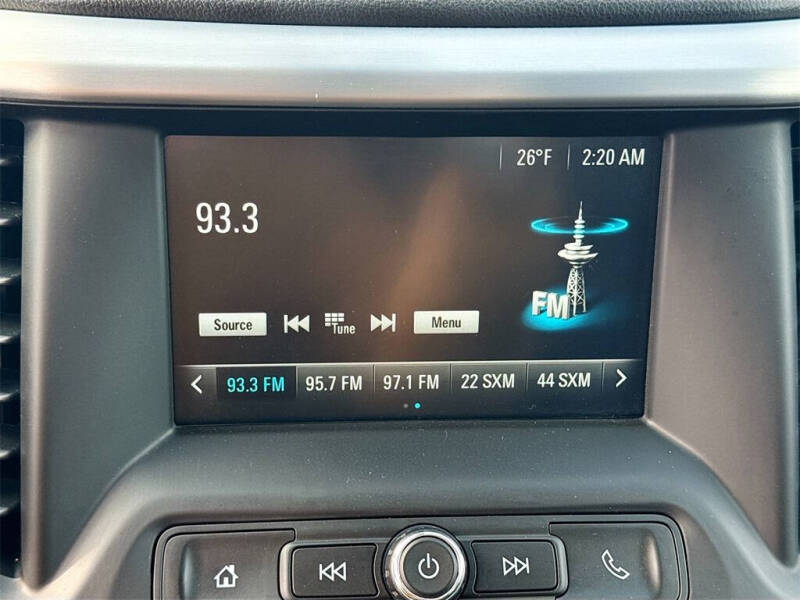 26°F 2:20 AM
93.3
FM
Source Tune Menu
93.3 FM 95.7 FM 97.1 FM 22 SXM 44 SXM